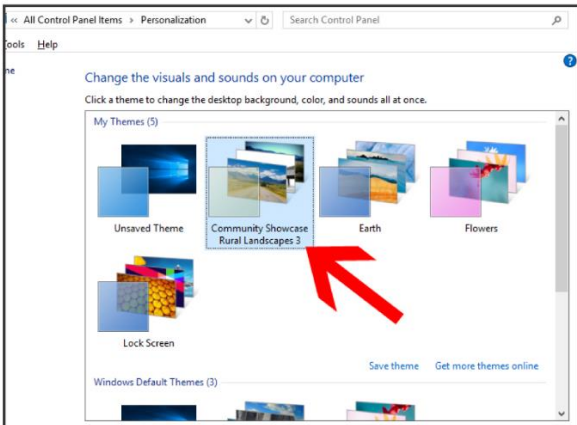 « All Control Panel Items › Personalization
Search Control Panel
Tools Help
me
?
Change the visuals and sounds on your computer
Click a theme to change the desktop background, color, and sounds all at once.
My Themes (5)
Unsaved Theme
Community Showcase
Rural Landscapes 3
Earth
Flowers
Lock Screen
Save theme Get more themes online
Windows Default Themes (3)